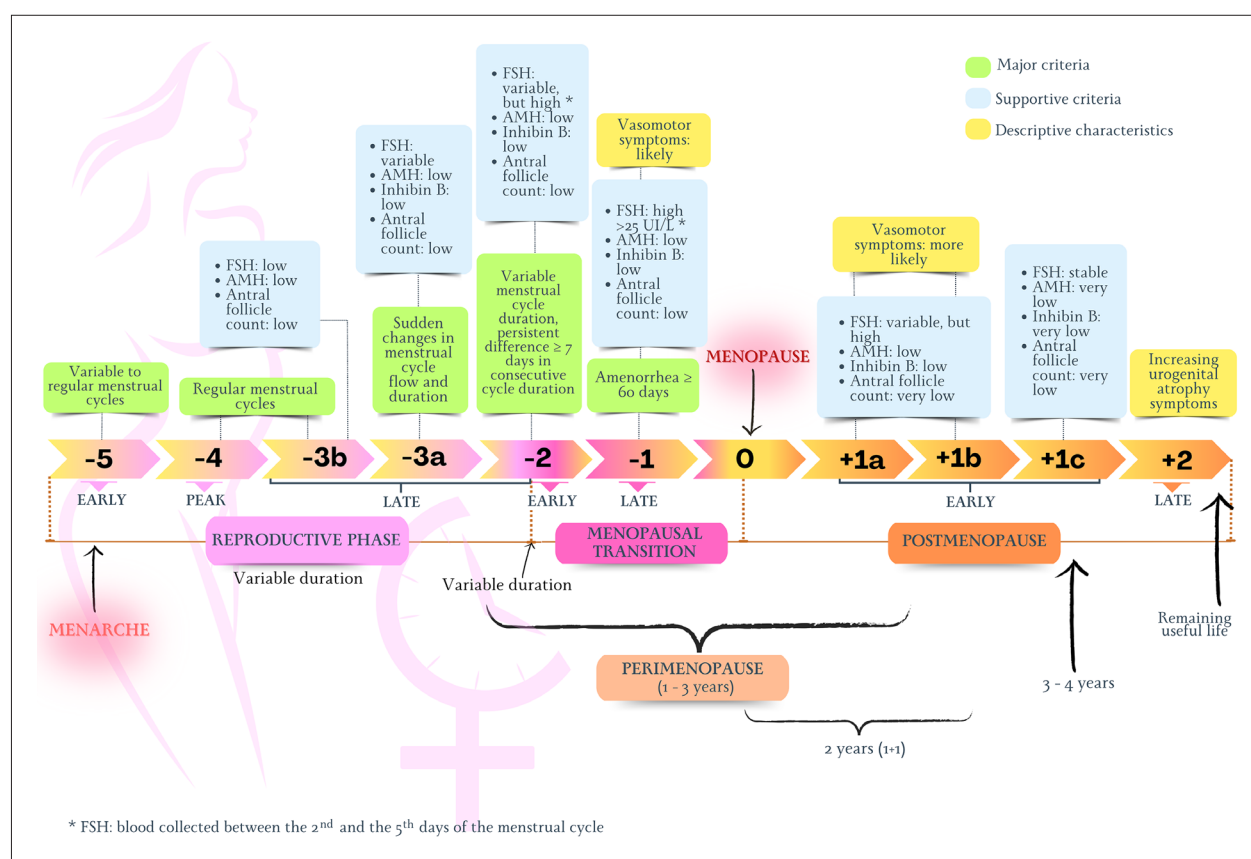 Major criteria
Supportive criteria
Descriptive characteristics
• FSH:
variable,
but high *
• AMH: low
• Inhibin B:
low
• Antral
follicle
count: low
Vasomotor
symptoms:
likely
• FSH:
variable
• AMH: low
• Inhibin B:
low
• Antral
follicle
count: low
• FSH: high
>25 UI/L *
• AMH: low
• Inhibin B:
low
• Antral
follicle
count: low
Vasomotor
symptoms: more
likely
• FSH: low
• AMH: low
• Antral
follicle
count: low
Variable
menstrual
cycle
duration,
persistent
difference ≥ 7
days in
consecutive
cycle duration
• FSH: stable
• AMH: very
low
• Inhibin B:
very low
• Antral
follicle
count: very
low
Sudden
changes in
menstrual
cycle
flow and
duration
• FSH: variable, but
high
• AMH: low
• Inhibin B: low
• Antral follicle
count: very low
MENOPAUSE
Variable to
regular menstrual
cycles
Regular menstrual
cycles
Amenorrhea ≥
60 days
Increasing
urogenital
atrophy
symptoms
-5 -4 -3b -3a -2 -1 0 +1a +1b +1c +2
EARLY PEAK LATE EARLY LATE EARLY LATE
REPRODUCTIVE PHASE
MENOPAUSAL
TRANSITION
POSTMENOPAUSE
Variable duration
Variable duration
MENARCHE
Remaining
useful life
PERIMENOPAUSE
(1 - 3 years)
3 - 4 years
2 years (1+1)
* FSH: blood collected between the 2nd and the 5th days of the menstrual cycle